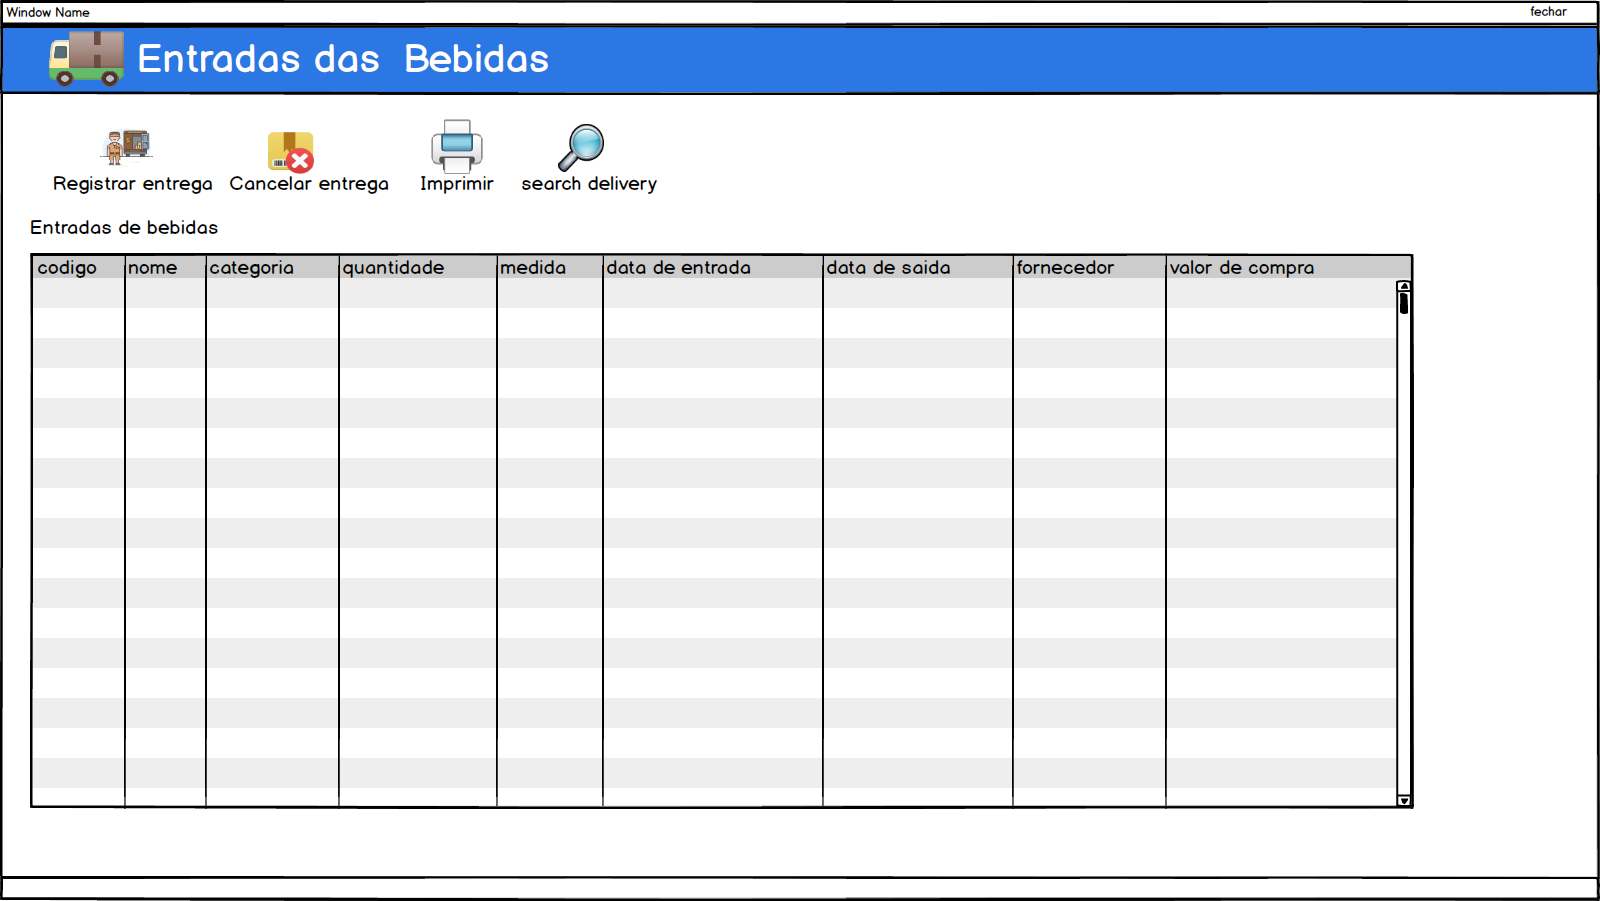 Window Name fechar
Entradas das Bebidas
Registrar entrega Cancelar entrega Imprimir search delivery
Entradas de bebidas
codigo nome categoria quantidade medida data de entrada data de saida fornecedor valor de compra